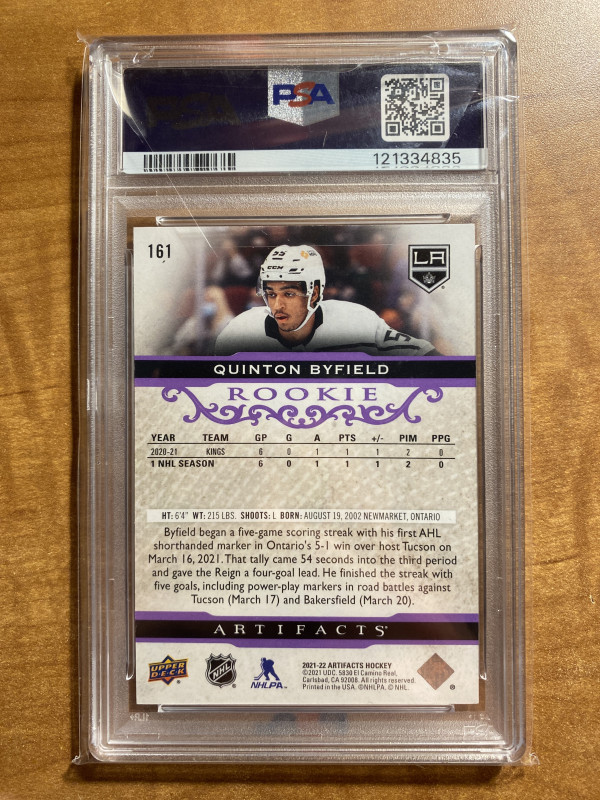 PSA
121334835
161
LA
55
CCM
5
QUINTON BYFIELD
ROOKIE
YEAR TEAM GP G A PTS +/- PIM PPG
2020-21 KINGS 6 0 1 1 1 2 0
1 NHL SEASON 6 0 1 1 1 2 0
HT: 6'4" WT: 215 LBS. SHOOTS: L BORN: AUGUST 19, 2002 NEWMARKET, ONTARIO
Byfield began a five-game scoring streak with his first AHL
shorthanded marker in Ontario's 5-1 win over host Tucson on
March 16, 2021. That tally came 54 seconds into the third period
and gave the Reign a four-goal lead. He finished the streak with
five goals, including power-play markers in road battles against
Tucson (March 17) and Bakersfield (March 20).
ARTIFACTS®
UPPER DECK
NHL
NHLPA
2021-22 ARTIFACTS HOCKEY
©2021 UDC. 5830 El Camino Real,
Carlsbad, CA 92008. All rights reserved.
Printed in the USA. ©NHLPA. © NHL.